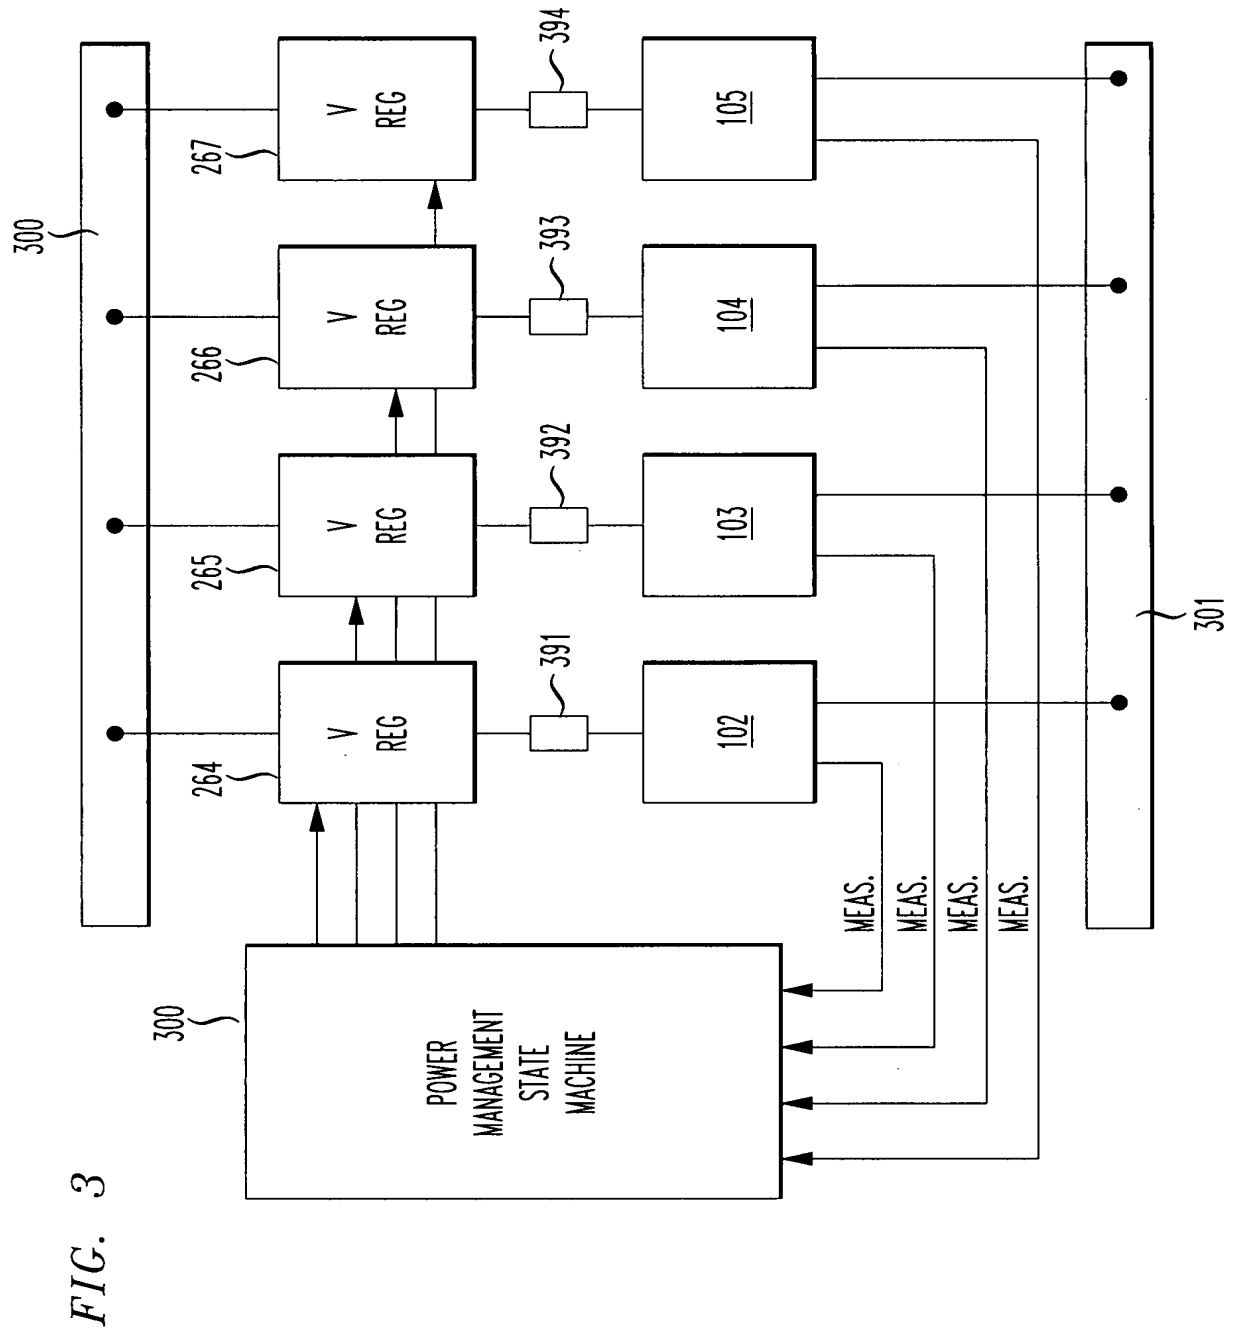 FIG. 3
300
300
POWER
MANAGEMENT
STATE
MACHINE
264
V
REG
265
V
REG
266
V
REG
267
V
REG
391
392
393
394
102
103
104
105
MEAS.
MEAS.
MEAS.
MEAS.
301